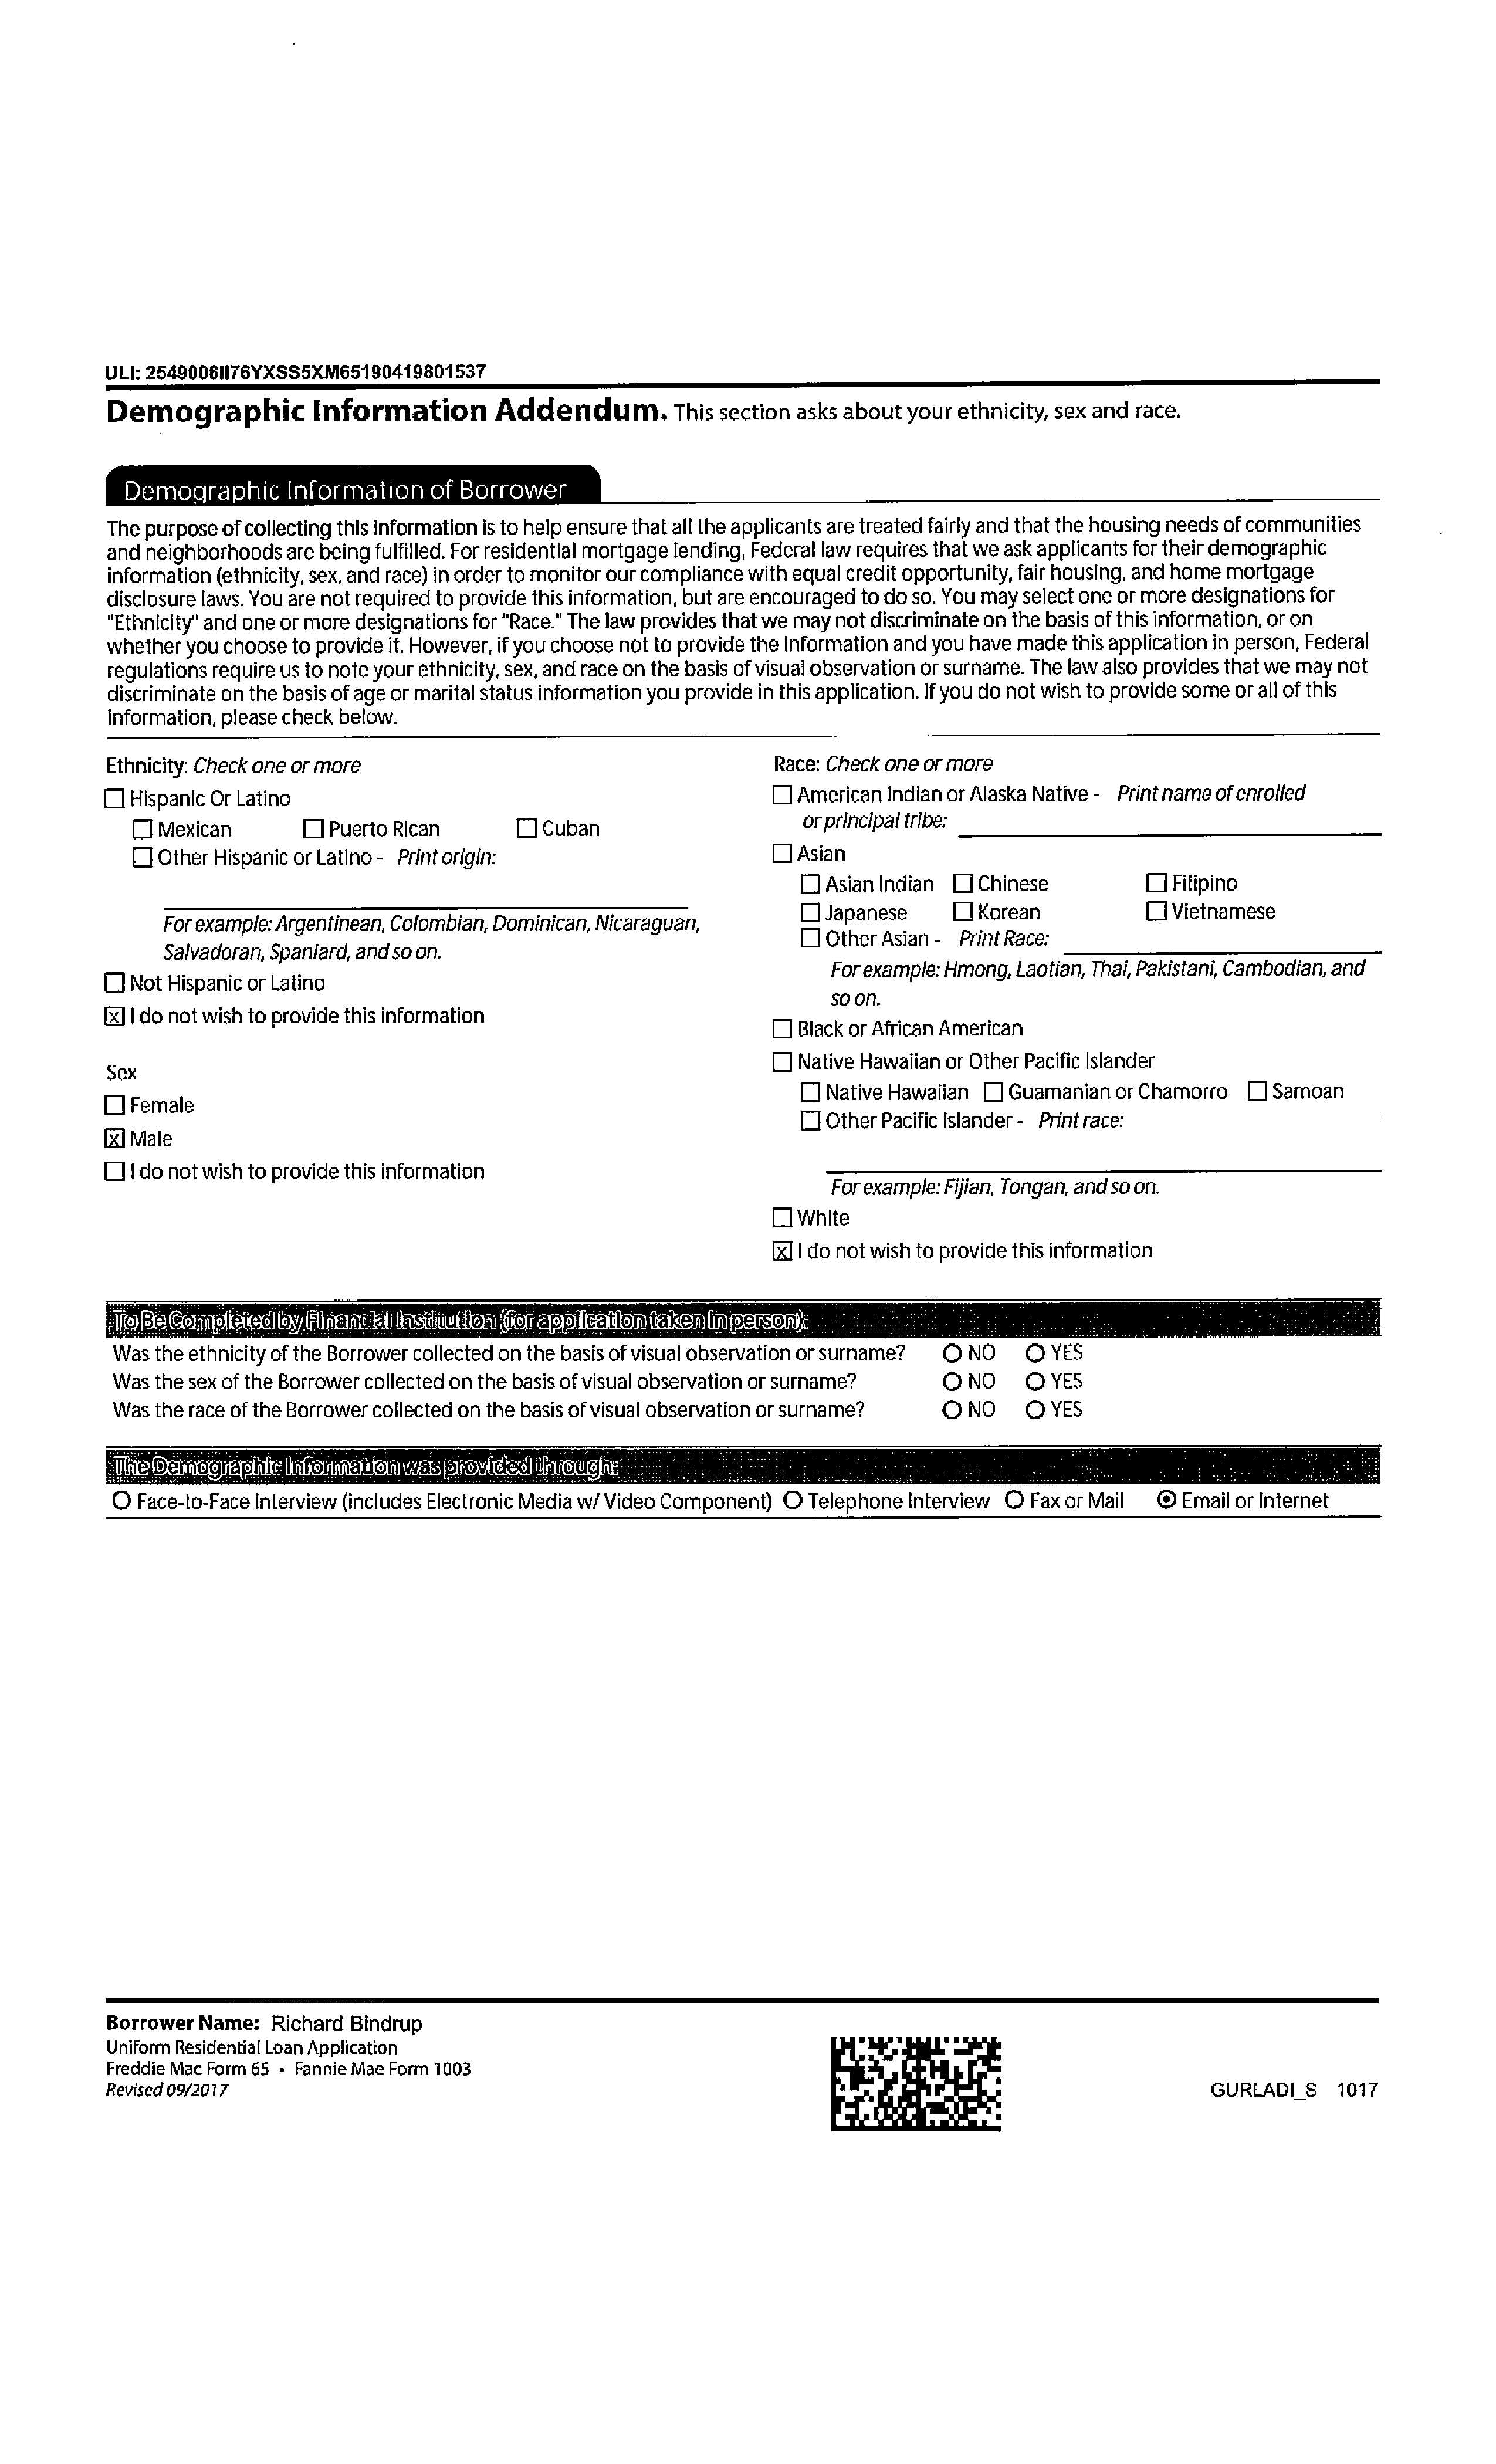 ULI: 2549006II76YXSS5XM65190419801537
Demographic Information Addendum. This section asks about your ethnicity, sex and race.
Demographic Information of Borrower
The purpose of collecting this information is to help ensure that all the applicants are treated fairly and that the housing needs of communities
and neighborhoods are being fulfilled. For residential mortgage lending, Federal law requires that we ask applicants for their demographic
information (ethnicity, sex, and race) in order to monitor our compliance with equal credit opportunity, fair housing, and home mortgage
disclosure laws. You are not required to provide this information, but are encouraged to do so. You may select one or more designations for
"Ethnicity" and one or more designations for "Race." The law provides that we may not discriminate on the basis of this information, or on
whether you choose to provide it. However, if you choose not to provide the information and you have made this application in person, Federal
regulations require us to note your ethnicity, sex, and race on the basis of visual observation or surname. The law also provides that we may not
discriminate on the basis of age or marital status information you provide in this application. If you do not wish to provide some or all of this
information, please check below.
Ethnicity: Check one or more
Hispanic Or Latino
Mexican Puerto Rican Cuban
Other Hispanic or Latino - Print origin:
For example: Argentinean, Colombian, Dominican, Nicaraguan,
Salvadoran, Spaniard, and so on.
Not Hispanic or Latino
[x] I do not wish to provide this information
Sex
Female
[x] Male
I do not wish to provide this information
Race: Check one or more
American Indian or Alaska Native - Print name of enrolled
or principal tribe:
Asian
Asian Indian Chinese Filipino
Japanese Korean Vietnamese
Other Asian - Print Race:
For example: Hmong, Laotian, Thai, Pakistani, Cambodian, and
so on.
Black or African American
Native Hawaiian or Other Pacific Islander
Native Hawaiian Guamanian or Chamorro Samoan
Other Pacific Islander - Print race:
For example: Fijian, Tongan, and so on.
White
[x] I do not wish to provide this information
To Be Completed by Financial Institution (for application taken in person):
Was the ethnicity of the Borrower collected on the basis of visual observation or surname? NO YES
Was the sex of the Borrower collected on the basis of visual observation or surname? NO YES
Was the race of the Borrower collected on the basis of visual observation or surname? NO YES
The Demographic Information was provided through:
Face-to-Face Interview (includes Electronic Media w/ Video Component) Telephone Interview Fax or Mail Email or Internet
Borrower Name: Richard Bindrup
Uniform Residential Loan Application
Freddie Mac Form 65 • Fannie Mae Form 1003
Revised 09/2017
GURLADI_S 1017